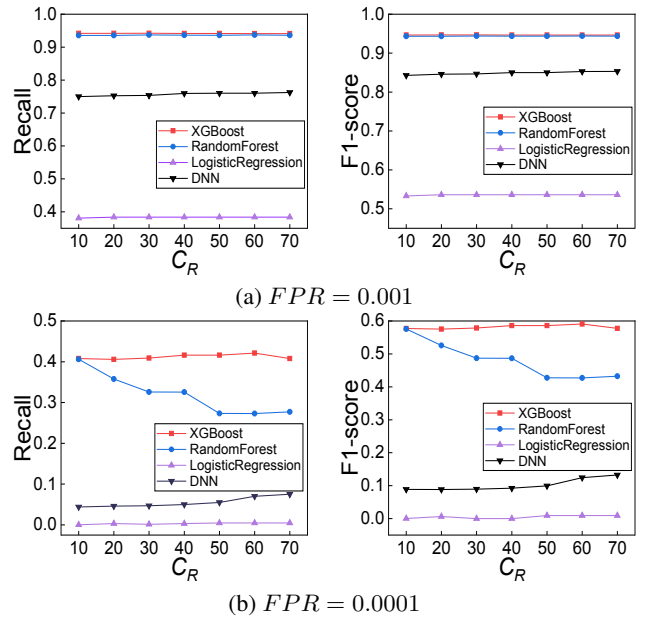 1.0
0.9
0.8
0.7
0.6
0.5
0.4
Recall
XGBoost
RandomForest
LogisticRegression
DNN
10 20 30 40 50 60 70
C_R
1.0
0.9
0.8
0.7
0.6
0.5
F1-score
XGBoost
RandomForest
LogisticRegression
DNN
10 20 30 40 50 60 70
C_R
(a) FPR = 0.001
0.5
0.4
0.3
0.2
0.1
0.0
Recall
XGBoost
RandomForest
LogisticRegression
DNN
10 20 30 40 50 60 70
C_R
0.6
0.5
0.4
0.3
0.2
0.1
0.0
F1-score
XGBoost
RandomForest
LogisticRegression
DNN
10 20 30 40 50 60 70
C_R
(b) FPR = 0.0001